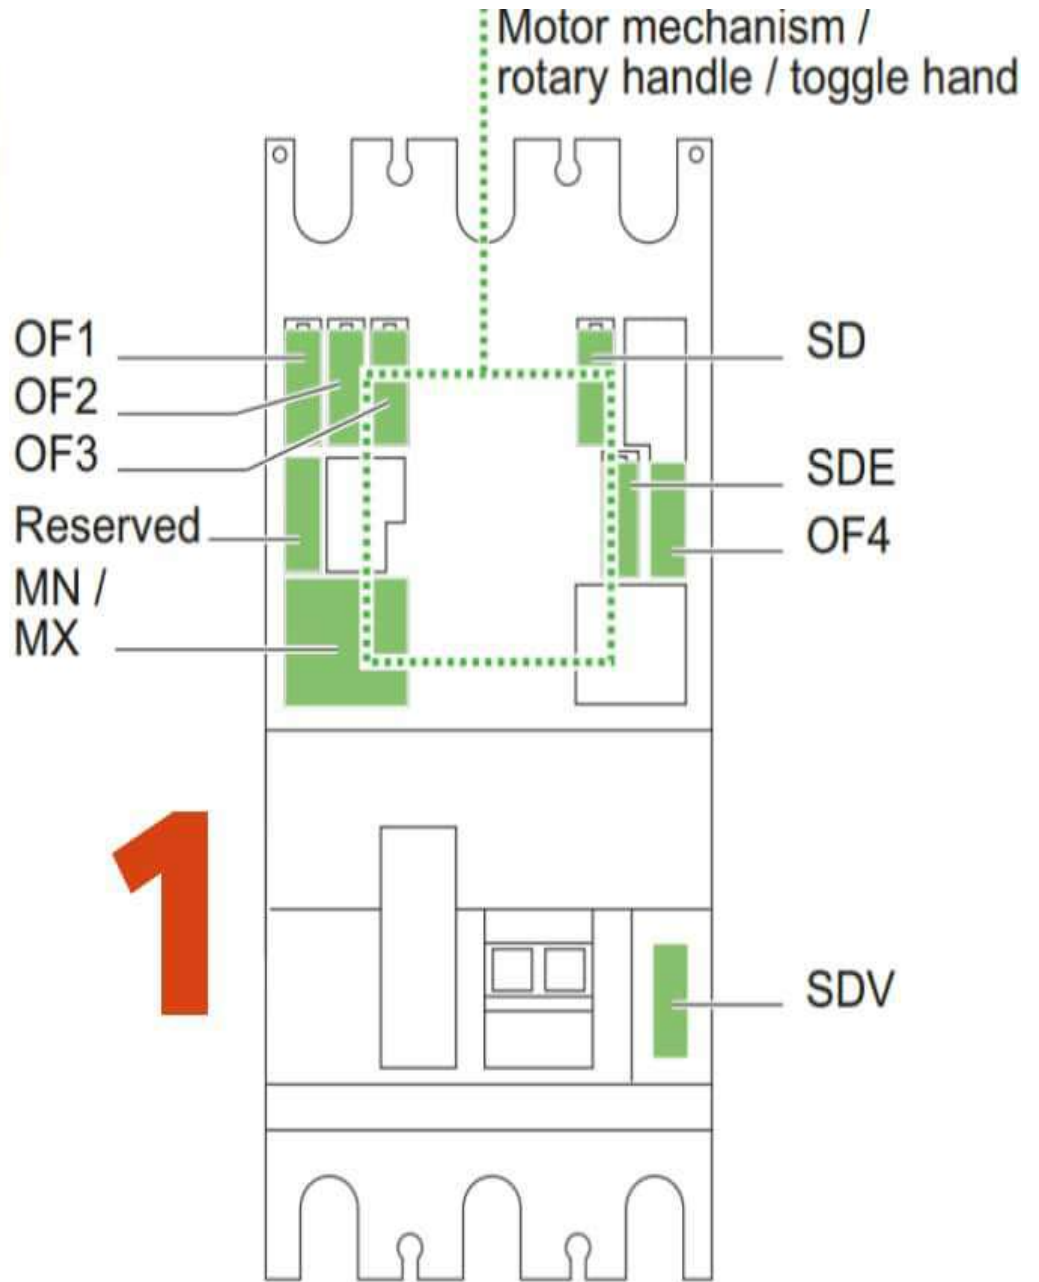 Motor mechanism /
rotary handle / toggle hand
OF1
OF2
OF3
Reserved
MN /
MX
SD
SDE
OF4
1
SDV